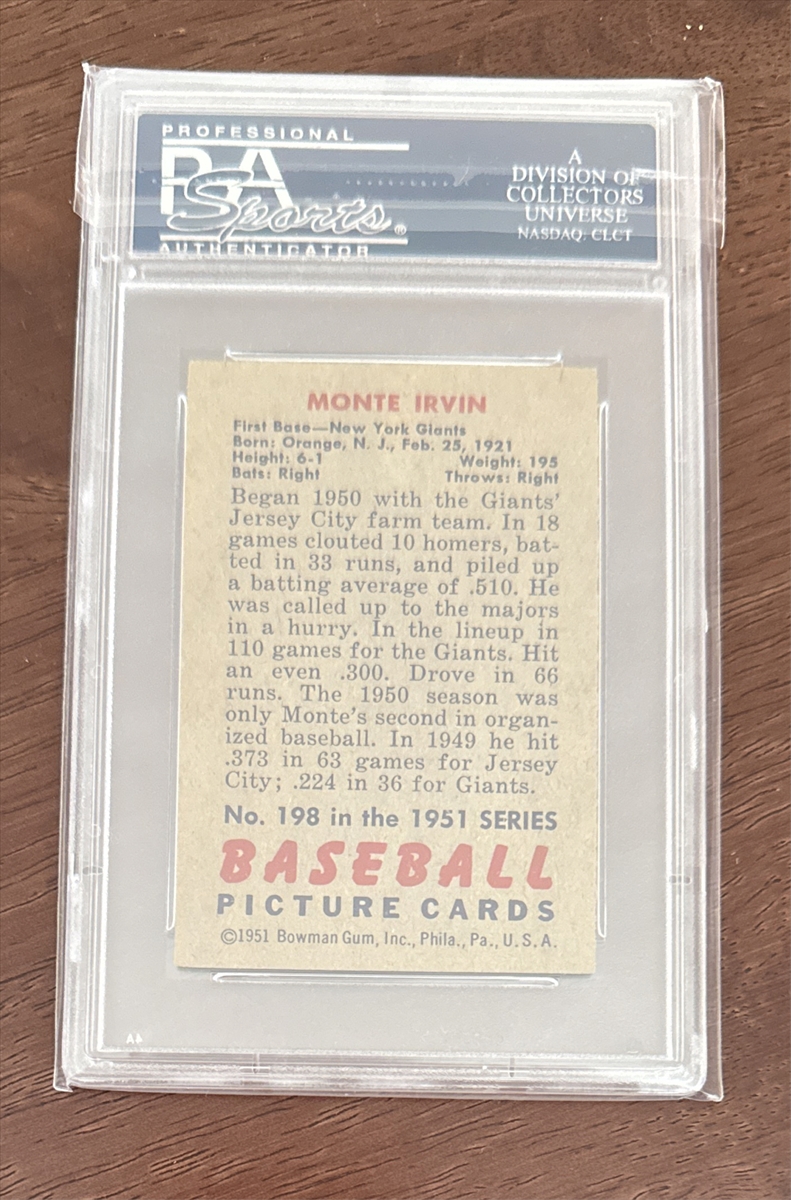 PROFESSIONAL
PSA
Sports®
AUTHENTICATOR
A
DIVISION OF
COLLECTORS
UNIVERSE
NASDAQ: CLCT
MONTE IRVIN
First Base—New York Giants
Born: Orange, N. J., Feb. 25, 1921
Height: 6-1 Weight: 195
Bats: Right Throws: Right
Began 1950 with the Giants’
Jersey City farm team. In 18
games clouted 10 homers, bat-
ted in 33 runs, and piled up
a batting average of .510. He
was called up to the majors
in a hurry. In the lineup in
110 games for the Giants. Hit
an even .300. Drove in 66
runs. The 1950 season was
only Monte’s second in organ-
ized baseball. In 1949 he hit
.373 in 63 games for Jersey
City; .224 in 36 for Giants.
No. 198 in the 1951 SERIES
BASEBALL
PICTURE CARDS
©1951 Bowman Gum, Inc., Phila., Pa., U.S.A.